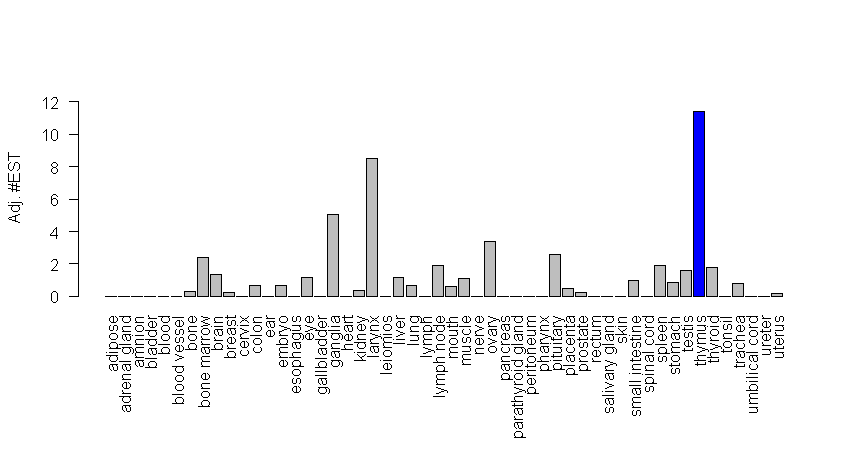 12
10
8
6
4
2
0
Adj. #EST
adipose
adrenal gland
amnion
bladder
blood
blood vessel
bone
bone marrow
brain
breast
cervix
colon
ear
embryo
esophagus
eye
gallbladder
ganglia
heart
kidney
larynx
leiomios
liver
lung
lymph
lymph node
mouth
muscle
nerve
ovary
pancreas
parathyroid gland
peritoneum
pharynx
pituitary
placenta
prostate
rectum
salivary gland
skin
small intestine
spinal cord
spleen
stomach
testis
thymus
thyroid
tonsil
trachea
umbilical cord
ureter
uterus